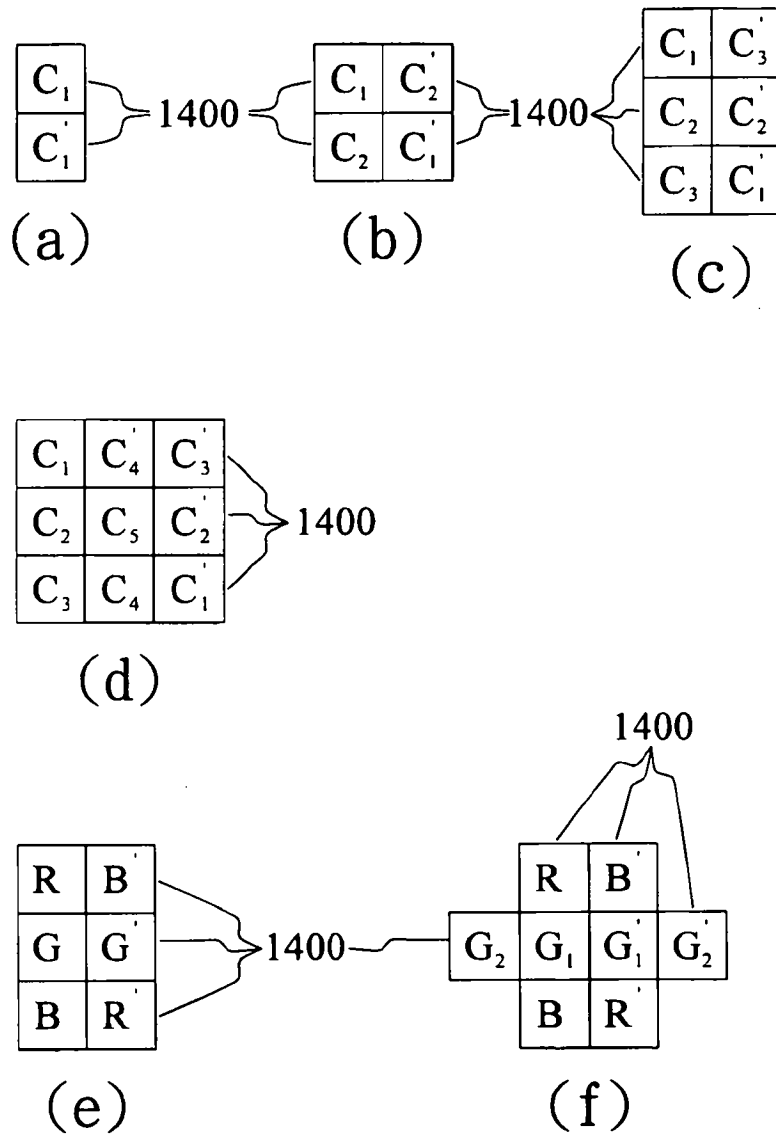 C₁
C₁'
1400
(a)
C₁ C₂'
C₂ C₁'
1400
(b)
C₁ C₃'
C₂ C₂'
C₃ C₁'
(c)
C₁ C₄' C₃'
C₂ C₅ C₂'
C₃ C₄ C₁'
1400
(d)
R B'
G G'
B R'
1400
(e)
1400
R B'
G₂ G₁ G₁' G₂'
B R'
(f)